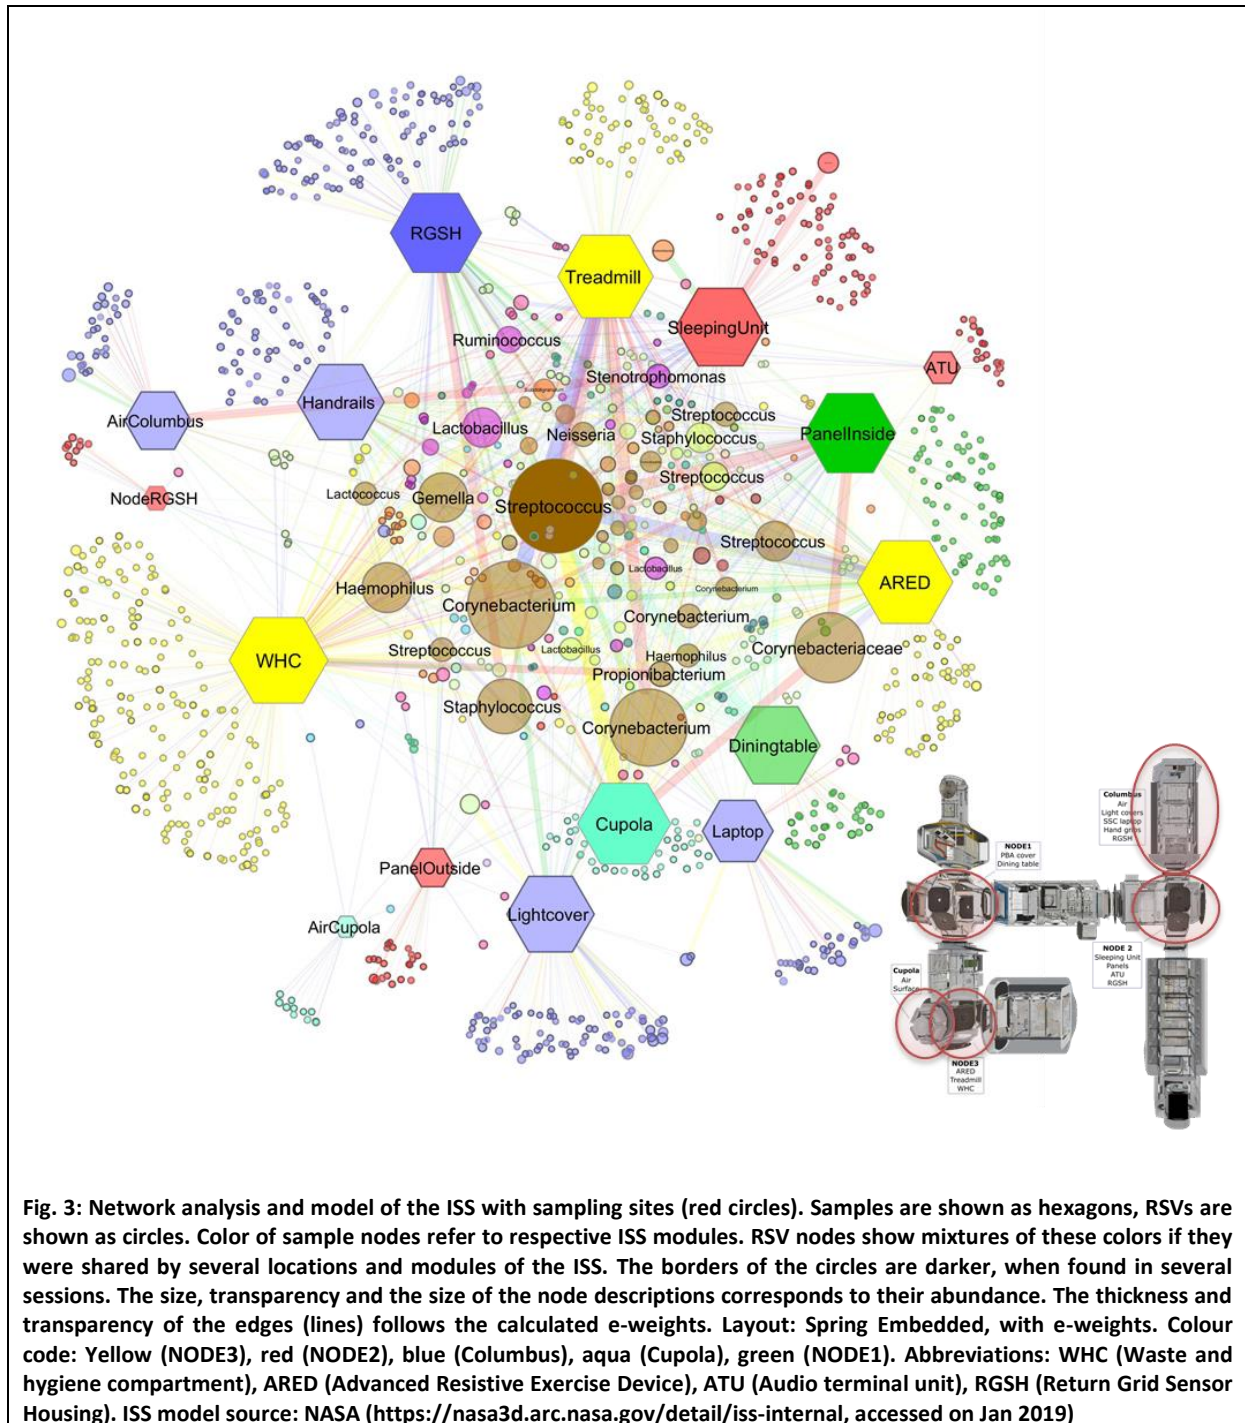 RGSH
Treadmill
SleepingUnit
Ruminococcus
Stenotrophomonas
ATU
AirColumbus
Handrails
Lactobacillus
Neisseria
Streptococcus
Staphylococcus
PanelInside
NodeRGSH
Lactococcus
Gemella
Streptococcus
Streptococcus
Streptococcus
Haemophilus
Corynebacterium
Lactobacillus
Corynebacterium
ARED
Corynebacterium
WHC
Streptococcus
Lactobacillus
Haemophilus
Propionibacterium
Corynebacteriaceae
Staphylococcus
Corynebacterium
Diningtable
Cupola
Laptop
PanelOutside
Lightcover
AirCupola
Columbus
Air
Light covers
SSC laptop
Hand grips
RGSH
NODE1
PBA cover
Dining table
NODE 2
Sleeping Unit
Panels
ATU
RGSH
Cupola
Air
Surface
NODE3
ARED
Treadmill
WHC
Fig. 3: Network analysis and model of the ISS with sampling sites (red circles). Samples are shown as hexagons, RSVs are
shown as circles. Color of sample nodes refer to respective ISS modules. RSV nodes show mixtures of these colors if they
were shared by several locations and modules of the ISS. The borders of the circles are darker, when found in several
sessions. The size, transparency and the size of the node descriptions corresponds to their abundance. The thickness and
transparency of the edges (lines) follows the calculated e-weights. Layout: Spring Embedded, with e-weights. Colour
code: Yellow (NODE3), red (NODE2), blue (Columbus), aqua (Cupola), green (NODE1). Abbreviations: WHC (Waste and
hygiene compartment), ARED (Advanced Resistive Exercise Device), ATU (Audio terminal unit), RGSH (Return Grid Sensor
Housing). ISS model source: NASA (https://nasa3d.arc.nasa.gov/detail/iss-internal, accessed on Jan 2019)